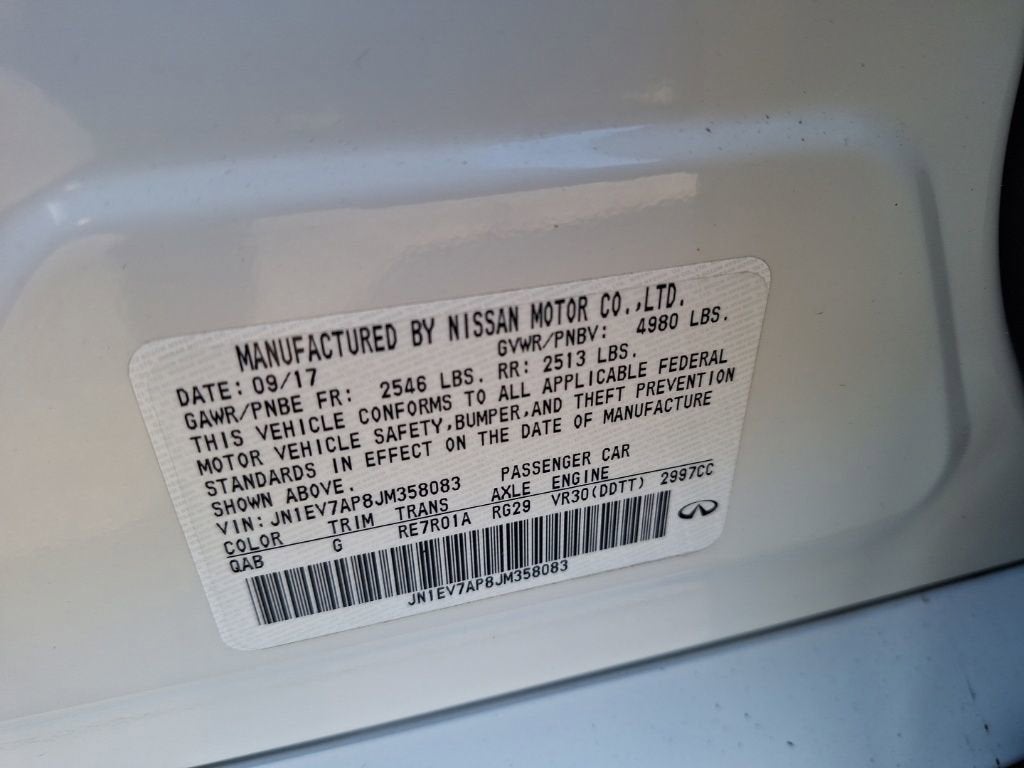 MANUFACTURED BY NISSAN MOTOR CO.,LTD.
DATE: 09/17 GVWR/PNBV: 4980 LBS.
GAWR/PNBE FR: 2546 LBS. RR: 2513 LBS.
THIS VEHICLE CONFORMS TO ALL APPLICABLE FEDERAL
MOTOR VEHICLE SAFETY,BUMPER,AND THEFT PREVENTION
STANDARDS IN EFFECT ON THE DATE OF MANUFACTURE
SHOWN ABOVE.
VIN: JN1EV7AP8JM358083 PASSENGER CAR
COLOR TRIM TRANS AXLE ENGINE
QAB G RE7R01A RG29 VR30(DDTT) 2997CC
JN1EV7AP8JM358083